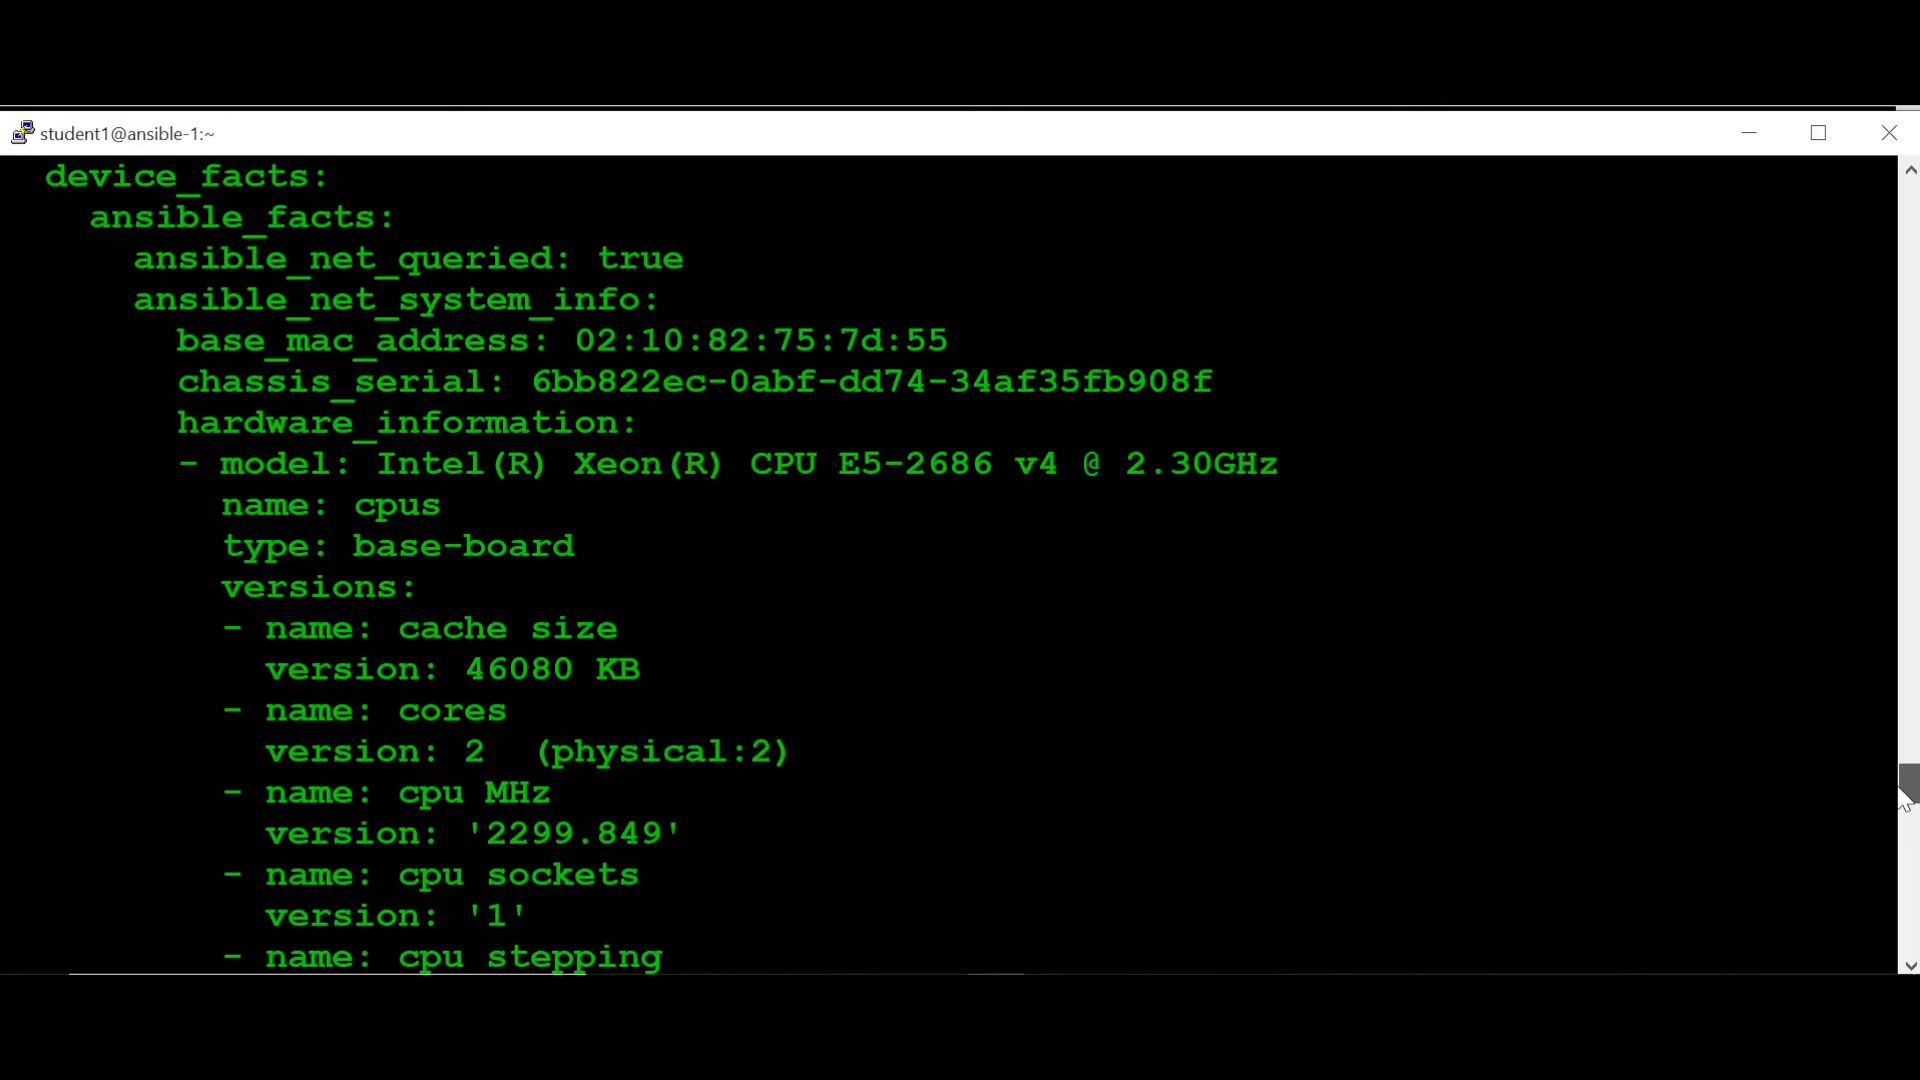 student1@ansible-1:~
device_facts:
ansible_facts:
ansible_net_queried: true
ansible_net_system_info:
base_mac_address: 02:10:82:75:7d:55
chassis_serial: 6bb822ec-0abf-dd74-34af35fb908f
hardware_information:
- model: Intel(R) Xeon(R) CPU E5-2686 v4 @ 2.30GHz
name: cpus
type: base-board
versions:
- name: cache size
version: 46080 KB
- name: cores
version: 2  (physical:2)
- name: cpu MHz
version: '2299.849'
- name: cpu sockets
version: '1'
- name: cpu stepping